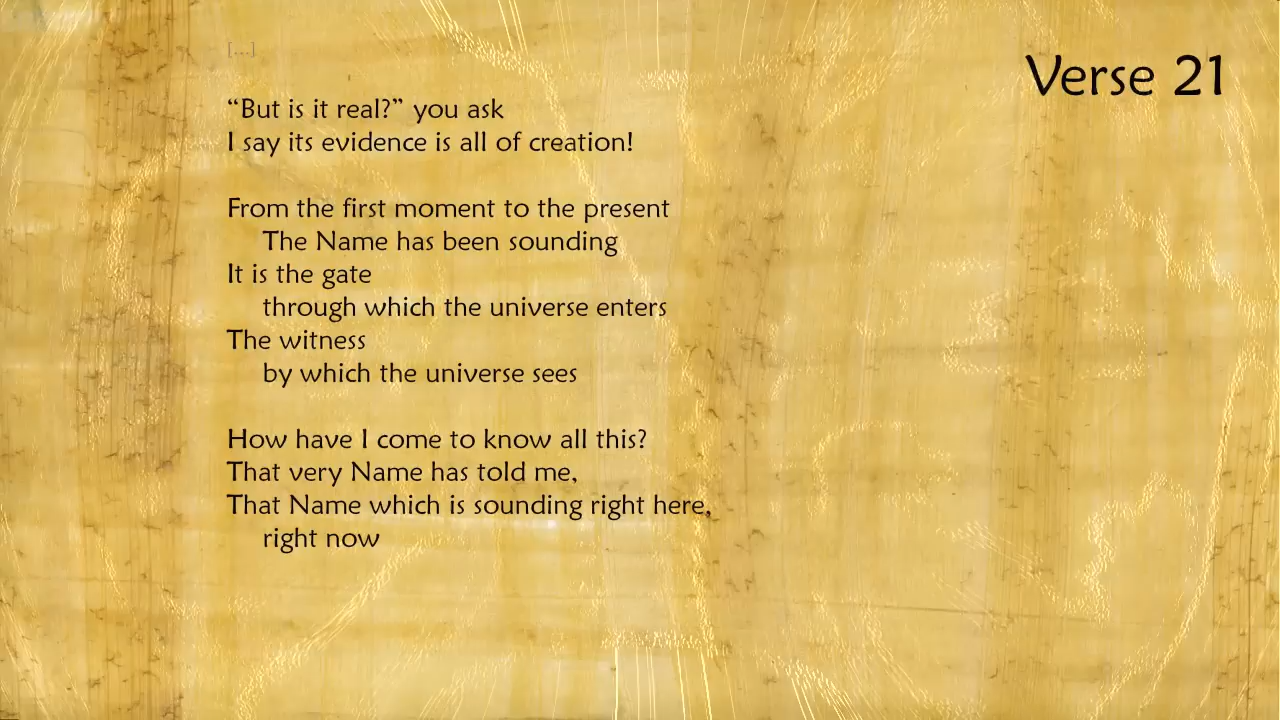 [...]
Verse 21
“But is it real?” you ask
I say its evidence is all of creation!
From the first moment to the present
The Name has been sounding
It is the gate
through which the universe enters
The witness
by which the universe sees
How have I come to know all this?
That very Name has told me,
That Name which is sounding right here,
right now